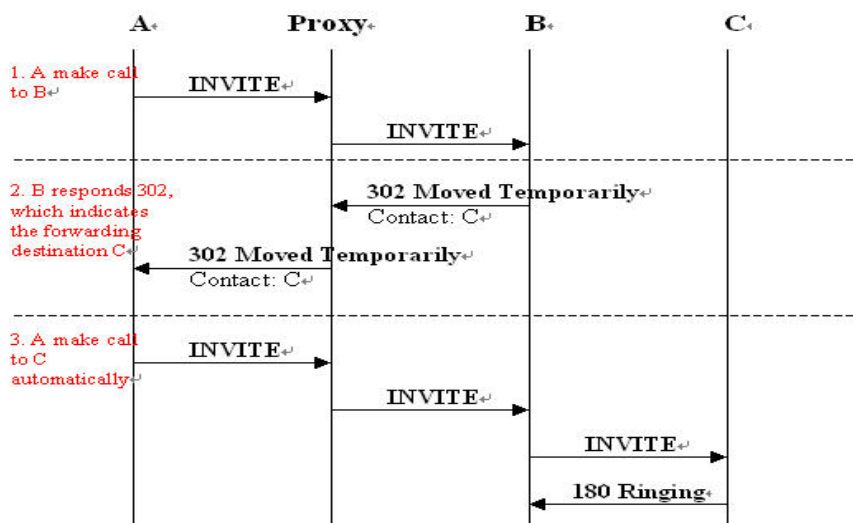 A Proxy B C
1. A make call
to B
INVITE
INVITE
2. B responds 302,
which indicates
the forwarding
destination C
302 Moved Temporarily
Contact: C
302 Moved Temporarily
Contact: C
3. A make call
to C
automatically
INVITE
INVITE
INVITE
180 Ringing